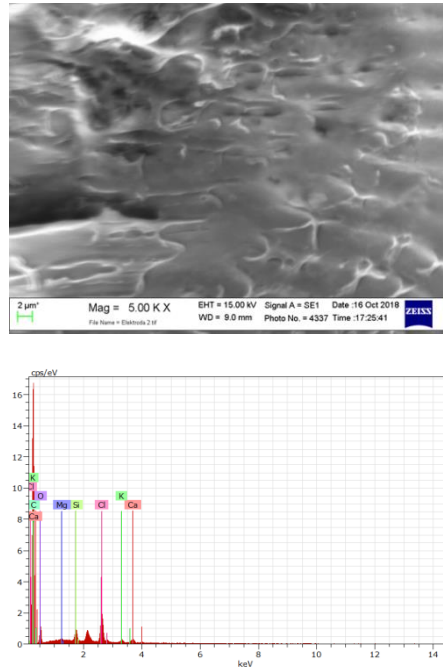 2 µm*
Mag = 5.00 K X
EHT = 15.00 kV Signal A = SE1 Date :16 Oct 2018
WD = 9.0 mm Photo No. = 4337 Time :17:25:41
File Name = Elektroda 2.tif
ZEISS
cps/eV
16
14
12
10
8
6
4
2
0
K
Cl
O
C
Ca
Mg
Si
Cl
K
Ca
2
4
6
8
10
12
14
keV